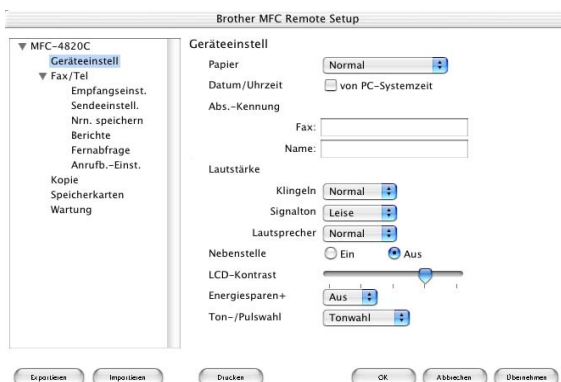 Brother MFC Remote Setup
MFC-4820C
Geräteeinstell
Fax/Tel
Empfangseinst.
Sendeeinstell.
Nrn. speichern
Berichte
Fernabfrage
Anrufb.-Einst.
Kopie
Speicherkarten
Wartung
Geräteeinstell
Papier Normal
Datum/Uhrzeit von PC-Systemzeit
Abs.-Kennung
Fax:
Name:
Lautstärke
Klingeln Normal
Signalton Leise
Lautsprecher Normal
Nebenstelle Ein Aus
LCD-Kontrast
Energiesparen+ Aus
Ton-/Pulswahl Tonwahl
Exportieren Importieren Drucken OK Abbrechen Übernehmen